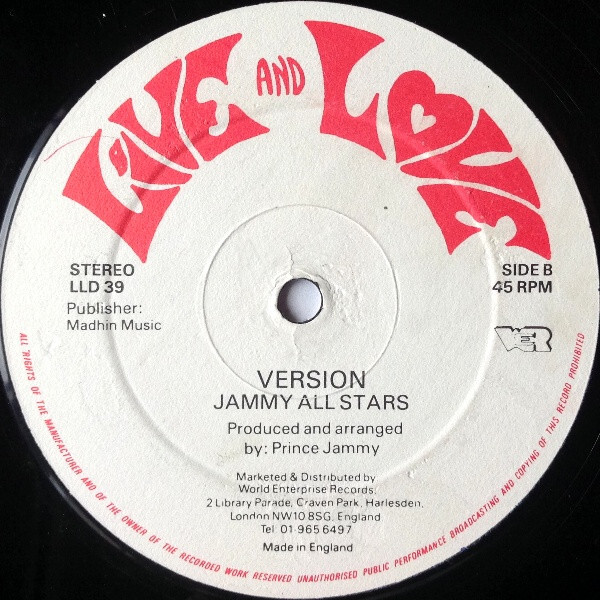 LIVE AND LOVE
STEREO
LLD 39
Publisher:
Madhin Music
SIDE B
45 RPM
WER
VERSION
JAMMY ALL STARS
Produced and arranged
by: Prince Jammy
Marketed & Distributed by
World Enterprise Records;
2 Library Parade, Craven Park, Harlesden,
London NW10 8SG, England
Tel 01-965 6497
Made in England
ALL RIGHTS OF THE MANUFACTURER AND OF THE OWNER OF THE RECORDED WORK RESERVED UNAUTHORISED PUBLIC PERFORMANCE BROADCASTING AND COPYING OF THIS RECORD PROHIBITED